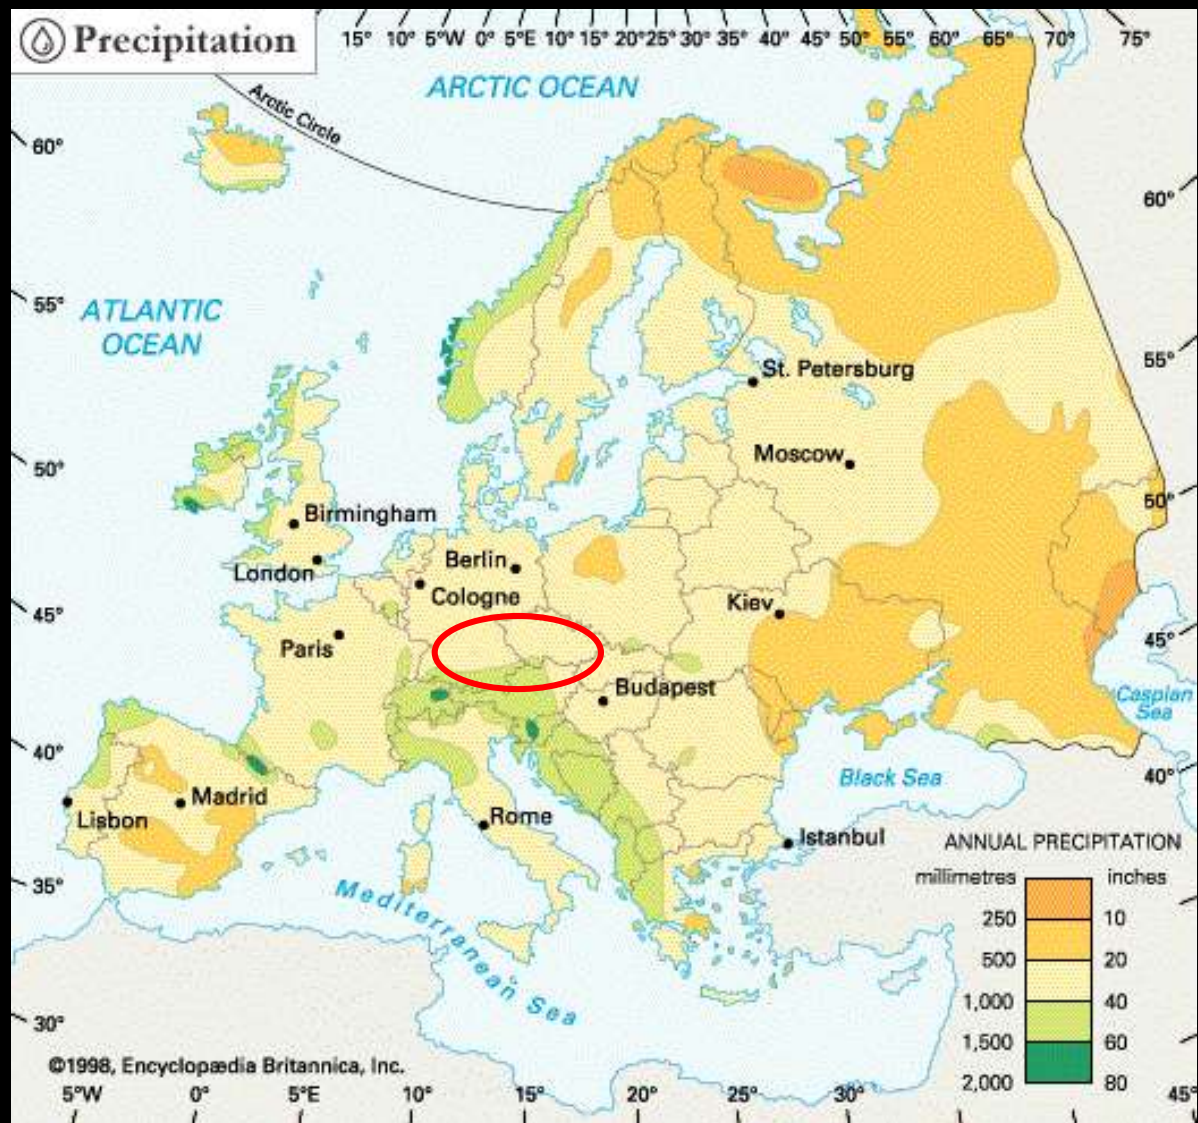 Precipitation
15° 10° 5°W 0° 5°E 10° 15° 20° 25° 30° 35° 40° 45° 50° 55° 60° 65° 70° 75°
ARCTIC OCEAN
Arctic Circle
60°
60°
55°
ATLANTIC
OCEAN
55°
St. Petersburg
Moscow
50°
50°
Birmingham
Berlin
London
Cologne
Kiev
45°
45°
Paris
Budapest
Caspian
Sea
40°
40°
Black Sea
Madrid
Lisbon
Rome
Istanbul
35°
Mediterranean Sea
ANNUAL PRECIPITATION
millimetres inches
250 10
500 20
1,000 40
1,500 60
2,000 80
30°
©1998, Encyclopædia Britannica, Inc.
5°W 0° 5°E 10° 15° 20° 25° 30° 45°